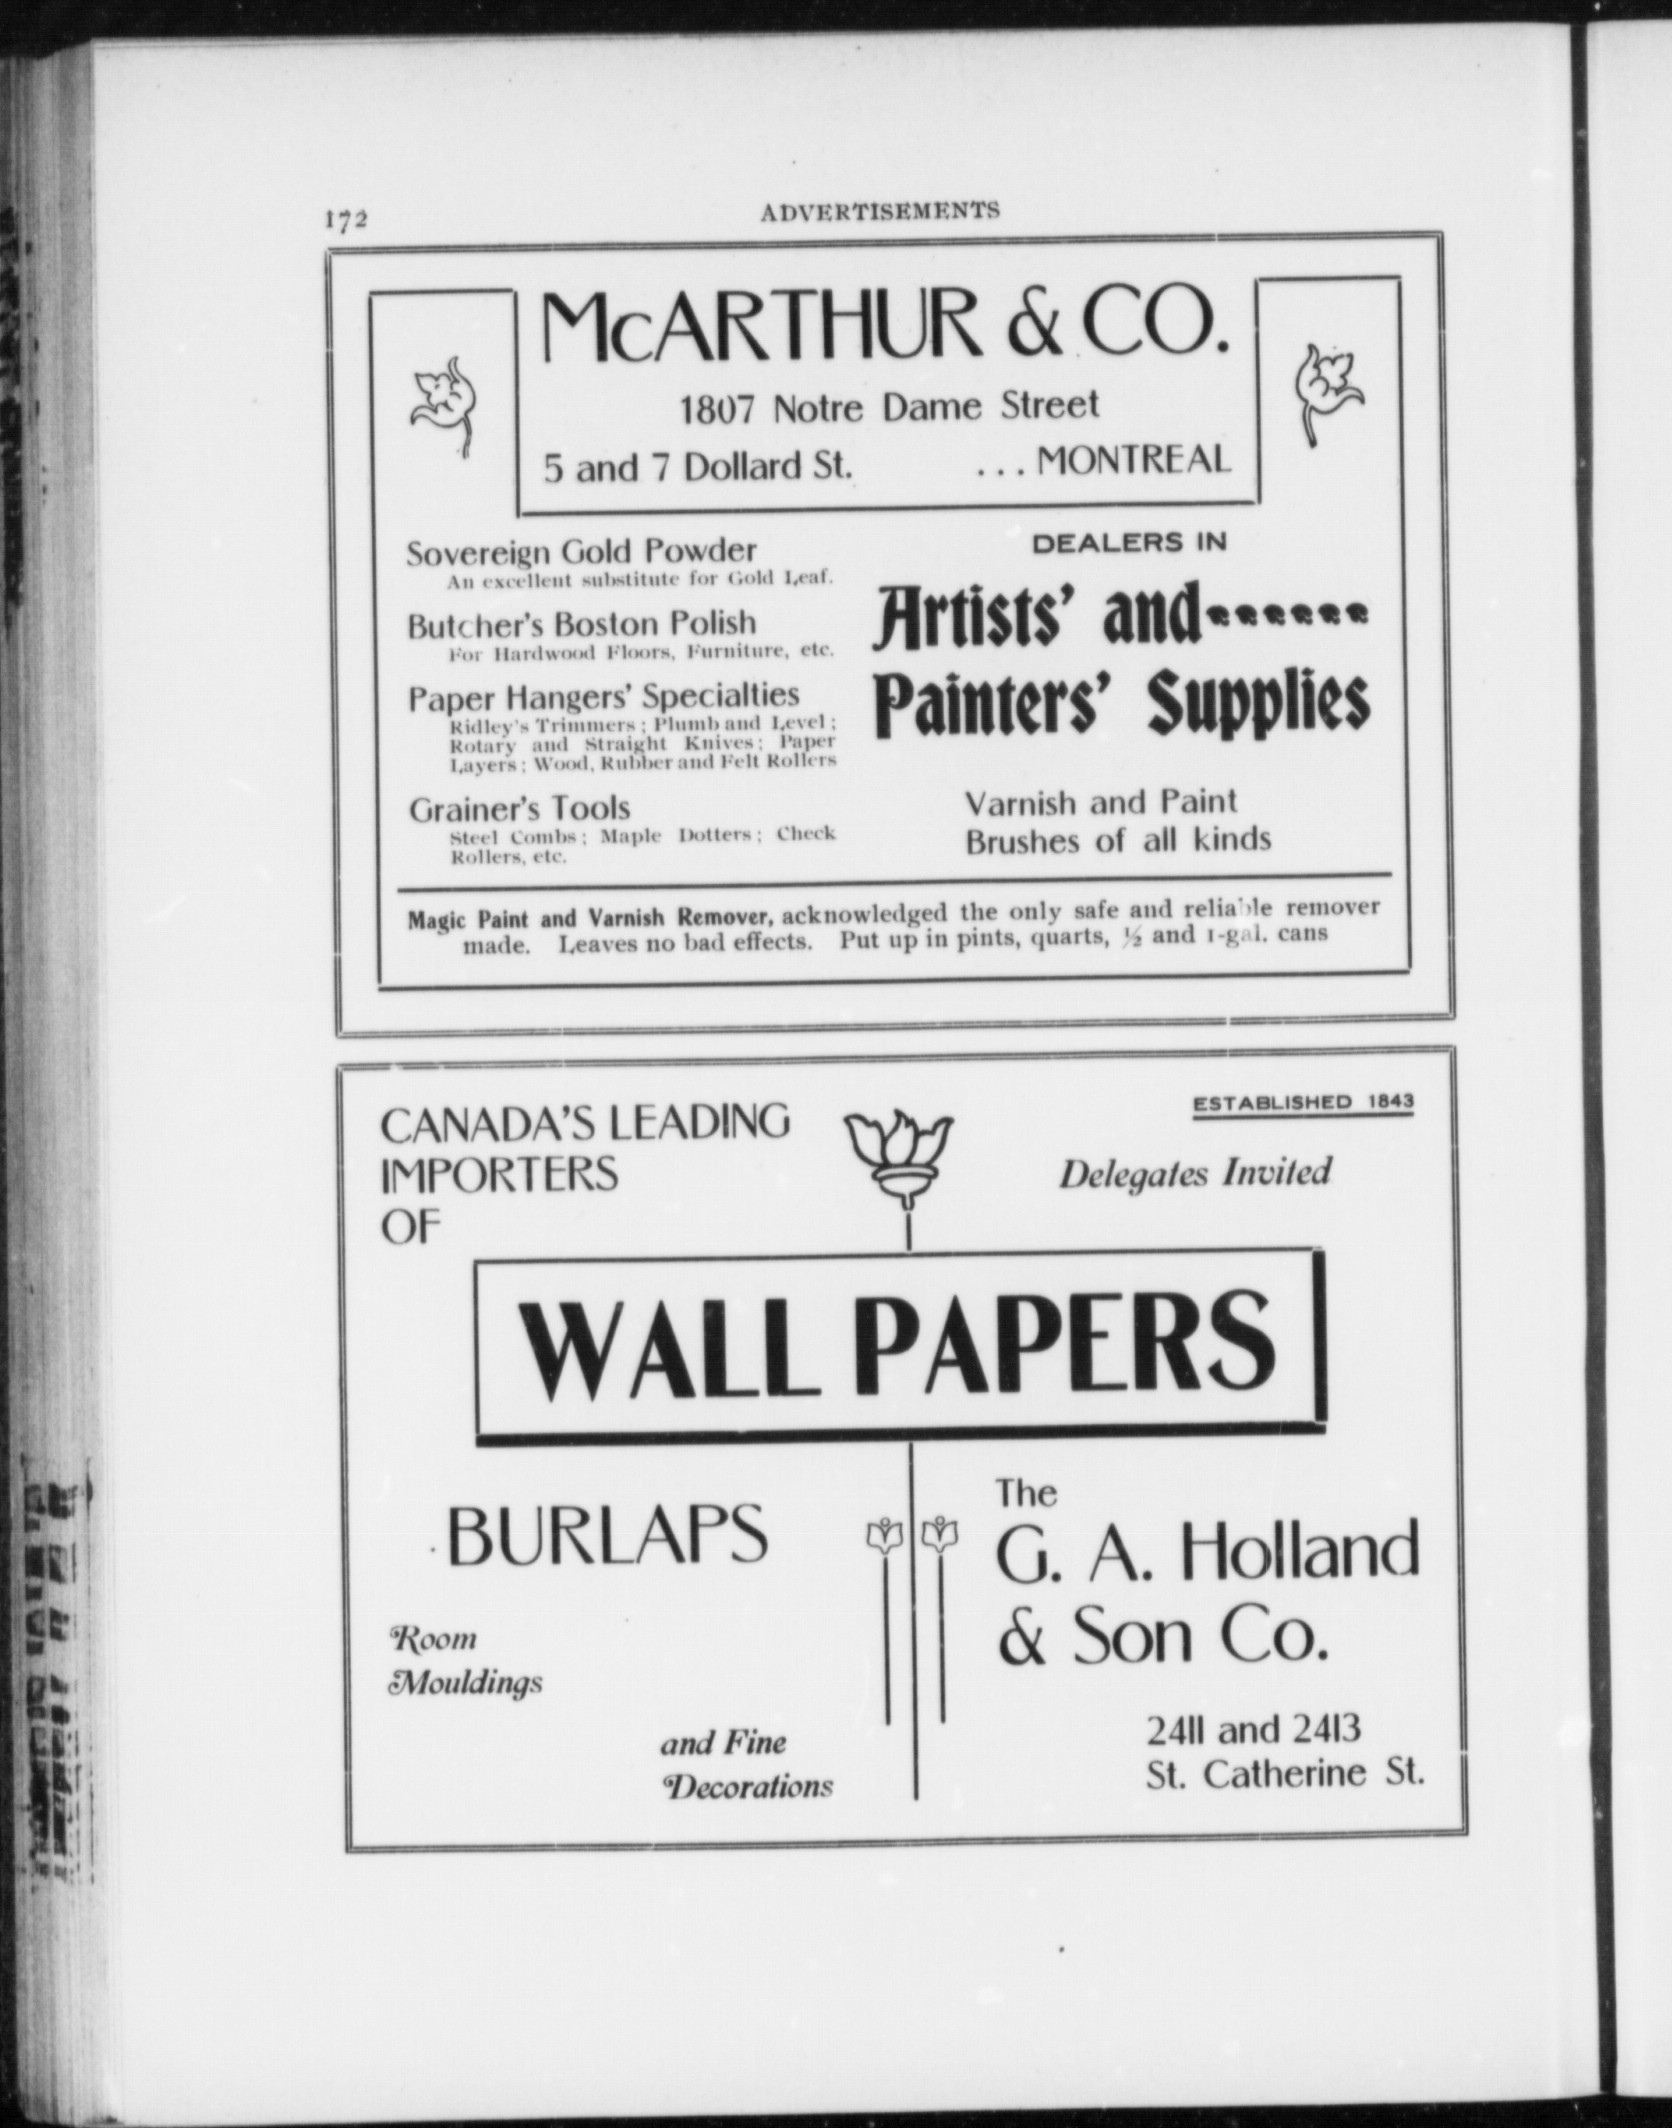 172
ADVERTISEMENTS
McARTHUR & CO.
1807 Notre Dame Street
5 and 7 Dollard St. ... MONTREAL
Sovereign Gold Powder
An excellent substitute for Gold Leaf.
Butcher's Boston Polish
For Hardwood Floors, Furniture, etc.
Paper Hangers' Specialties
Ridley's Trimmers; Plumb and Level;
Rotary and Straight Knives; Paper
Layers; Wood, Rubber and Felt Rollers
Grainer's Tools
Steel Combs; Maple Dotters; Check
Rollers, etc.
DEALERS IN
Artists' and
Painters' Supplies
Varnish and Paint
Brushes of all kinds
Magic Paint and Varnish Remover, acknowledged the only safe and reliable remover
made. Leaves no bad effects. Put up in pints, quarts, ½ and 1-gal. cans
CANADA'S LEADING
IMPORTERS
OF
ESTABLISHED 1843
Delegates Invited
WALL PAPERS
BURLAPS
Room
Mouldings
and Fine
Decorations
The
G. A. Holland
& Son Co.
2411 and 2413
St. Catherine St.